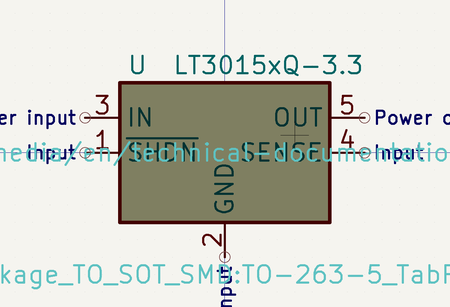 U LT3015xQ-3.3
er input 3 IN OUT 5 Power o
Input 1 SHDN SENSE 4 Input
media/en/technical-documentatio
GND
2
kage_TO_SOT_SMD:TO-263-5_TabP
nput